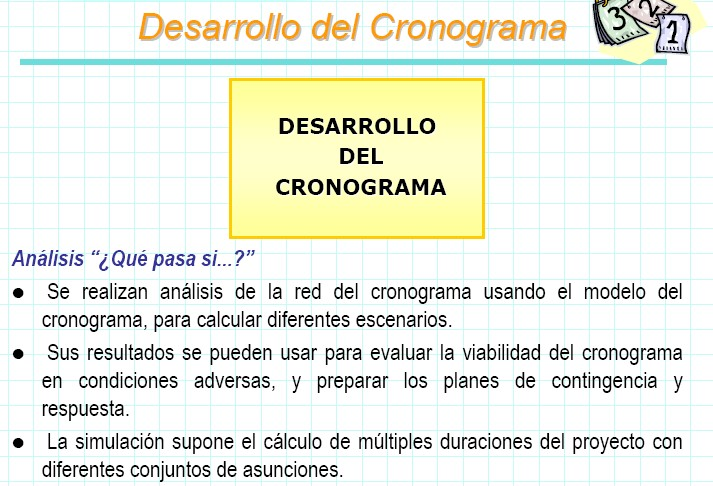 Desarrollo del Cronograma
3 2 1
DESARROLLO
DEL
CRONOGRAMA
Análisis “¿Qué pasa si...?”
● Se realizan análisis de la red del cronograma usando el modelo del
cronograma, para calcular diferentes escenarios.
● Sus resultados se pueden usar para evaluar la viabilidad del cronograma
en condiciones adversas, y preparar los planes de contingencia y
respuesta.
● La simulación supone el cálculo de múltiples duraciones del proyecto con
diferentes conjuntos de asunciones.